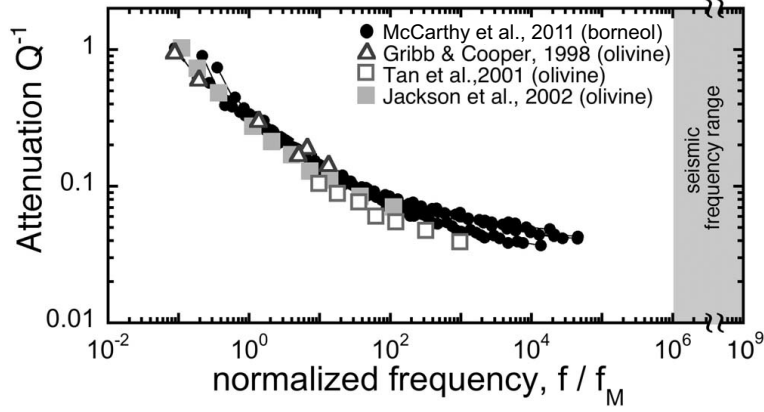 Attenuation Q⁻¹
1
0.1
0.01
McCarthy et al., 2011 (borneol)
Gribb & Cooper, 1998 (olivine)
Tan et al.,2001 (olivine)
Jackson et al., 2002 (olivine)
seismic
frequency range
10⁻² 10⁰ 10² 10⁴ 10⁶ 10⁹
normalized frequency, f / f_M